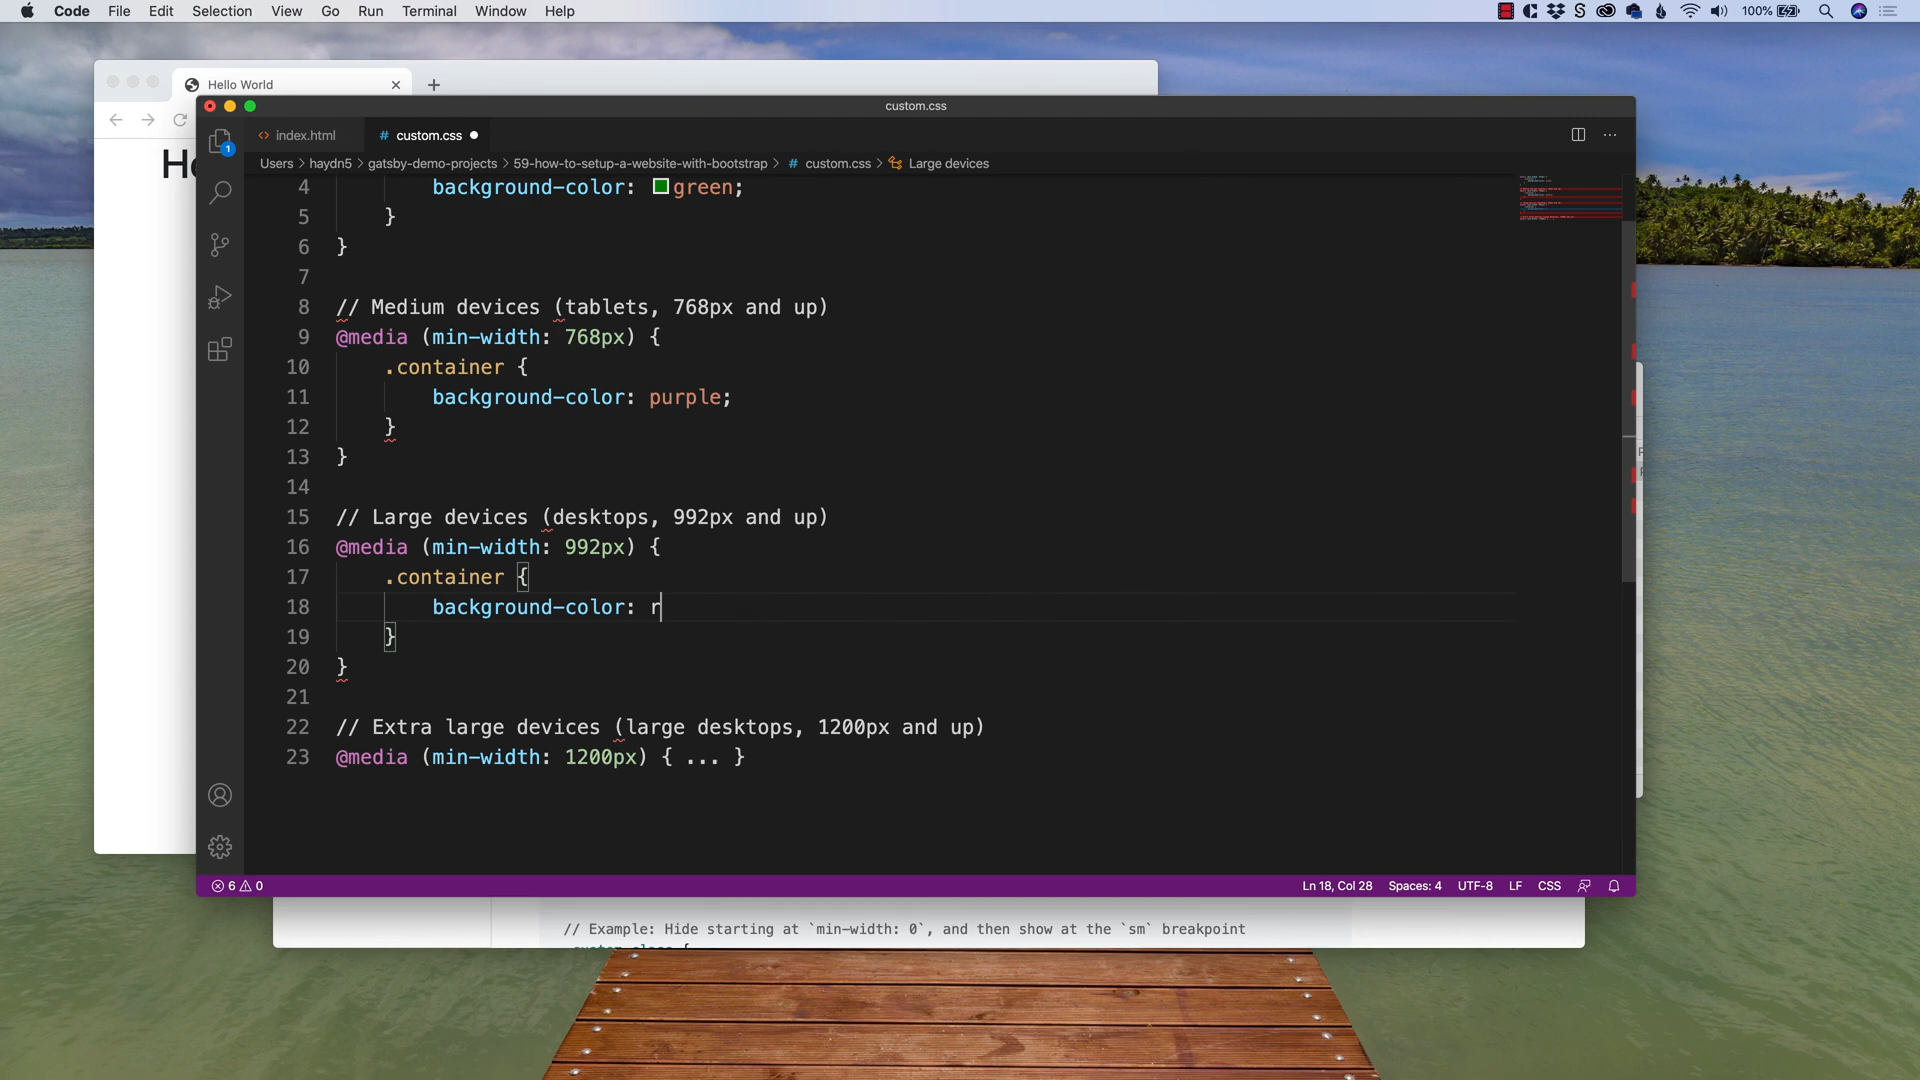 Code File Edit Selection View Go Run Terminal Window Help
100%
Hello World
custom.css
index.html
custom.css
1
Users > haydn5 > gatsby-demo-projects > 59-how-to-setup-a-website-with-bootstrap > # custom.css > Large devices
He
4 background-color: green;
5 }
6 }
7
8 // Medium devices (tablets, 768px and up)
9 @media (min-width: 768px) {
10 .container {
11 background-color: purple;
12 }
13 }
14
15 // Large devices (desktops, 992px and up)
16 @media (min-width: 992px) {
17 .container {
18 background-color: r
19 }
20 }
21
22 // Extra large devices (large desktops, 1200px and up)
23 @media (min-width: 1200px) { ... }
6 0
Ln 18, Col 28 Spaces: 4 UTF-8 LF CSS
// Example: Hide starting at `min-width: 0`, and then show at the `sm` breakpoint